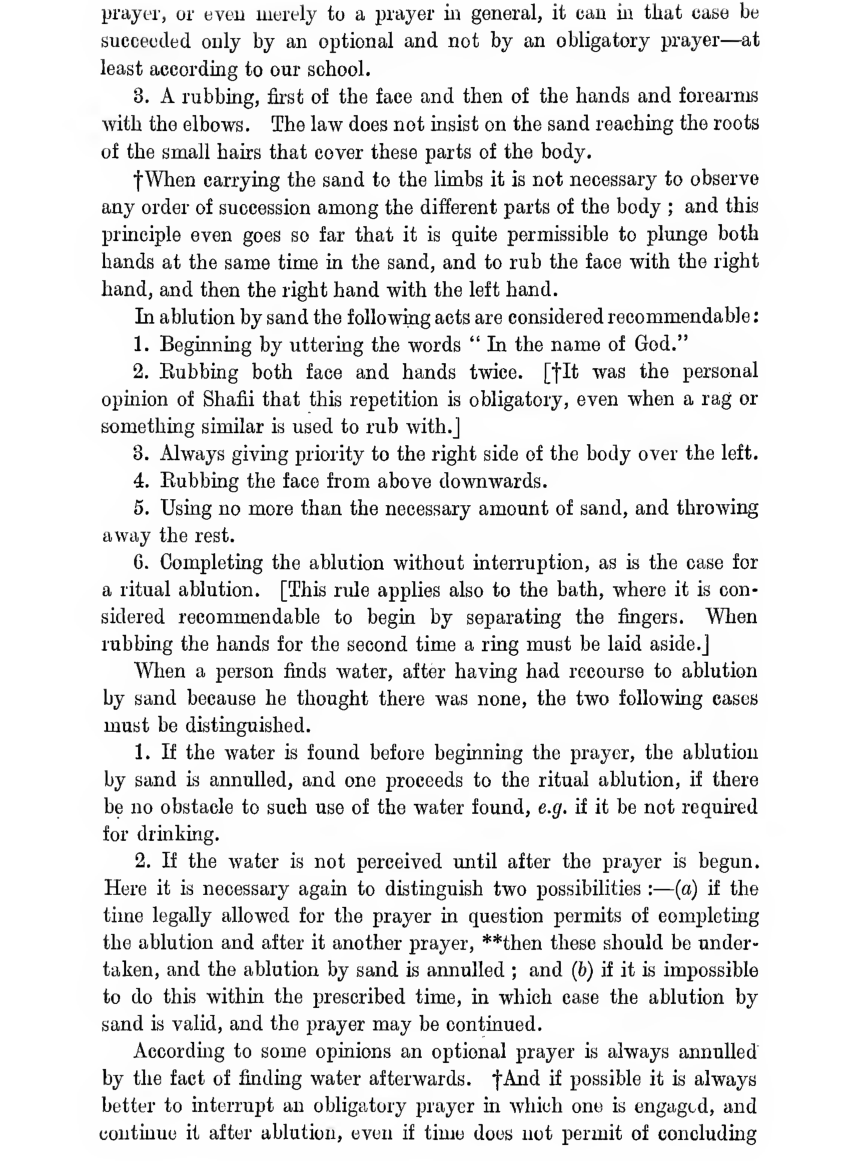 prayer, or even merely to a prayer in general, it can in that case be
succeeded only by an optional and not by an obligatory prayer—at
least according to our school.
3. A rubbing, first of the face and then of the hands and forearms
with the elbows. The law does not insist on the sand reaching the roots
of the small hairs that cover these parts of the body.
†When carrying the sand to the limbs it is not necessary to observe
any order of succession among the different parts of the body ; and this
principle even goes so far that it is quite permissible to plunge both
hands at the same time in the sand, and to rub the face with the right
hand, and then the right hand with the left hand.
In ablution by sand the following acts are considered recommendable:
1. Beginning by uttering the words “ In the name of God.”
2. Rubbing both face and hands twice. [†It was the personal
opinion of Shafii that this repetition is obligatory, even when a rag or
something similar is used to rub with.]
3. Always giving priority to the right side of the body over the left.
4. Rubbing the face from above downwards.
5. Using no more than the necessary amount of sand, and throwing
away the rest.
6. Completing the ablution without interruption, as is the case for
a ritual ablution. [This rule applies also to the bath, where it is con-
sidered recommendable to begin by separating the fingers. When
rubbing the hands for the second time a ring must be laid aside.]
When a person finds water, after having had recourse to ablution
by sand because he thought there was none, the two following cases
must be distinguished.
1. If the water is found before beginning the prayer, the ablution
by sand is annulled, and one proceeds to the ritual ablution, if there
be no obstacle to such use of the water found, e.g. if it be not required
for drinking.
2. If the water is not perceived until after the prayer is begun.
Here it is necessary again to distinguish two possibilities :—(a) if the
time legally allowed for the prayer in question permits of completing
the ablution and after it another prayer, **then these should be under-
taken, and the ablution by sand is annulled ; and (b) if it is impossible
to do this within the prescribed time, in which case the ablution by
sand is valid, and the prayer may be continued.
According to some opinions an optional prayer is always annulled
by the fact of finding water afterwards. †And if possible it is always
better to interrupt an obligatory prayer in which one is engaged, and
continue it after ablution, even if time does not permit of concluding